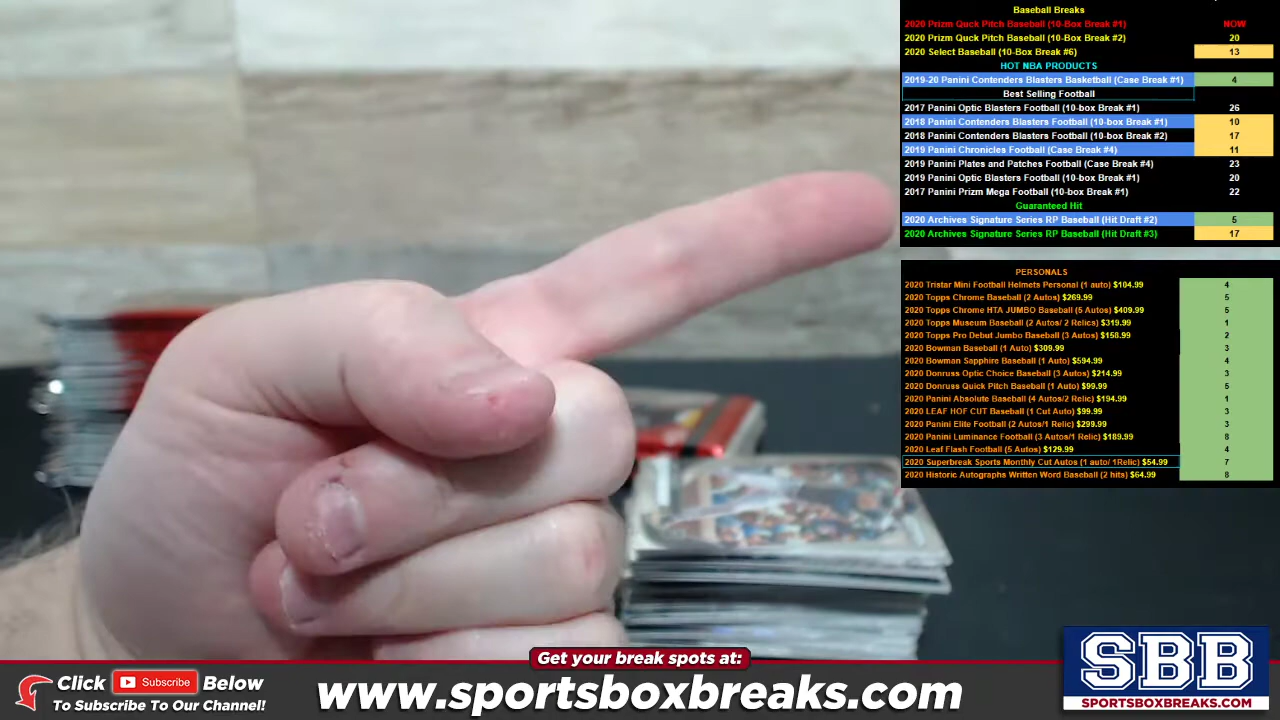 Baseball Breaks
2020 Prizm Quck Pitch Baseball (10-Box Break #1) NOW
2020 Prizm Quck Pitch Baseball (10-Box Break #2) 20
2020 Select Baseball (10-Box Break #6) 13
HOT NBA PRODUCTS
2019-20 Panini Contenders Blasters Basketball (Case Break #1) 4
Best Selling Football
2017 Panini Optic Blasters Football (10-box Break #1) 26
2018 Panini Contenders Blasters Football (10-box Break #1) 10
2018 Panini Contenders Blasters Football (10-box Break #2) 17
2019 Panini Chronicles Football (Case Break #4) 11
2019 Panini Plates and Patches Football (Case Break #4) 23
2019 Panini Optic Blasters Football (10-box Break #1) 20
2017 Panini Prizm Mega Football (10-box Break #1) 22
Guaranteed Hit
2020 Archives Signature Series RP Baseball (Hit Draft #2) 5
2020 Archives Signature Series RP Baseball (Hit Draft #3) 17
PERSONALS
2020 Tristar Mini Football Helmets Personal (1 auto) $104.99 4
2020 Topps Chrome Baseball (2 Autos) $269.99 5
2020 Topps Chrome HTA JUMBO Baseball (5 Autos) $409.99 5
2020 Topps Museum Baseball (2 Autos/ 2 Relics) $319.99 1
2020 Topps Pro Debut Jumbo Baseball (3 Autos) $158.99 2
2020 Bowman Baseball (1 Auto) $309.99 3
2020 Bowman Sapphire Baseball (1 Auto) $594.99 4
2020 Donruss Optic Choice Baseball (3 Autos) $214.99 3
2020 Donruss Quick Pitch Baseball (1 Auto) $99.99 5
2020 Panini Absolute Baseball (4 Autos/2 Relic) $194.99 1
2020 LEAF HOF CUT Baseball (1 Cut Auto) $99.99 3
2020 Panini Elite Football (2 Autos/1 Relic) $299.99 3
2020 Panini Luminance Football (3 Autos/1 Relic) $189.99 8
2020 Leaf Flash Football (5 Autos) $129.99 4
2020 Superbreak Sports Monthly Cut Autos (1 auto/ 1Relic) $54.99 7
2020 Historic Autographs Written Word Baseball (2 hits) $64.99 8
Get your break spots at:
Click Subscribe Below
To Subscribe To Our Channel!
www.sportsboxbreaks.com
SBB
SPORTSBOXBREAKS.COM